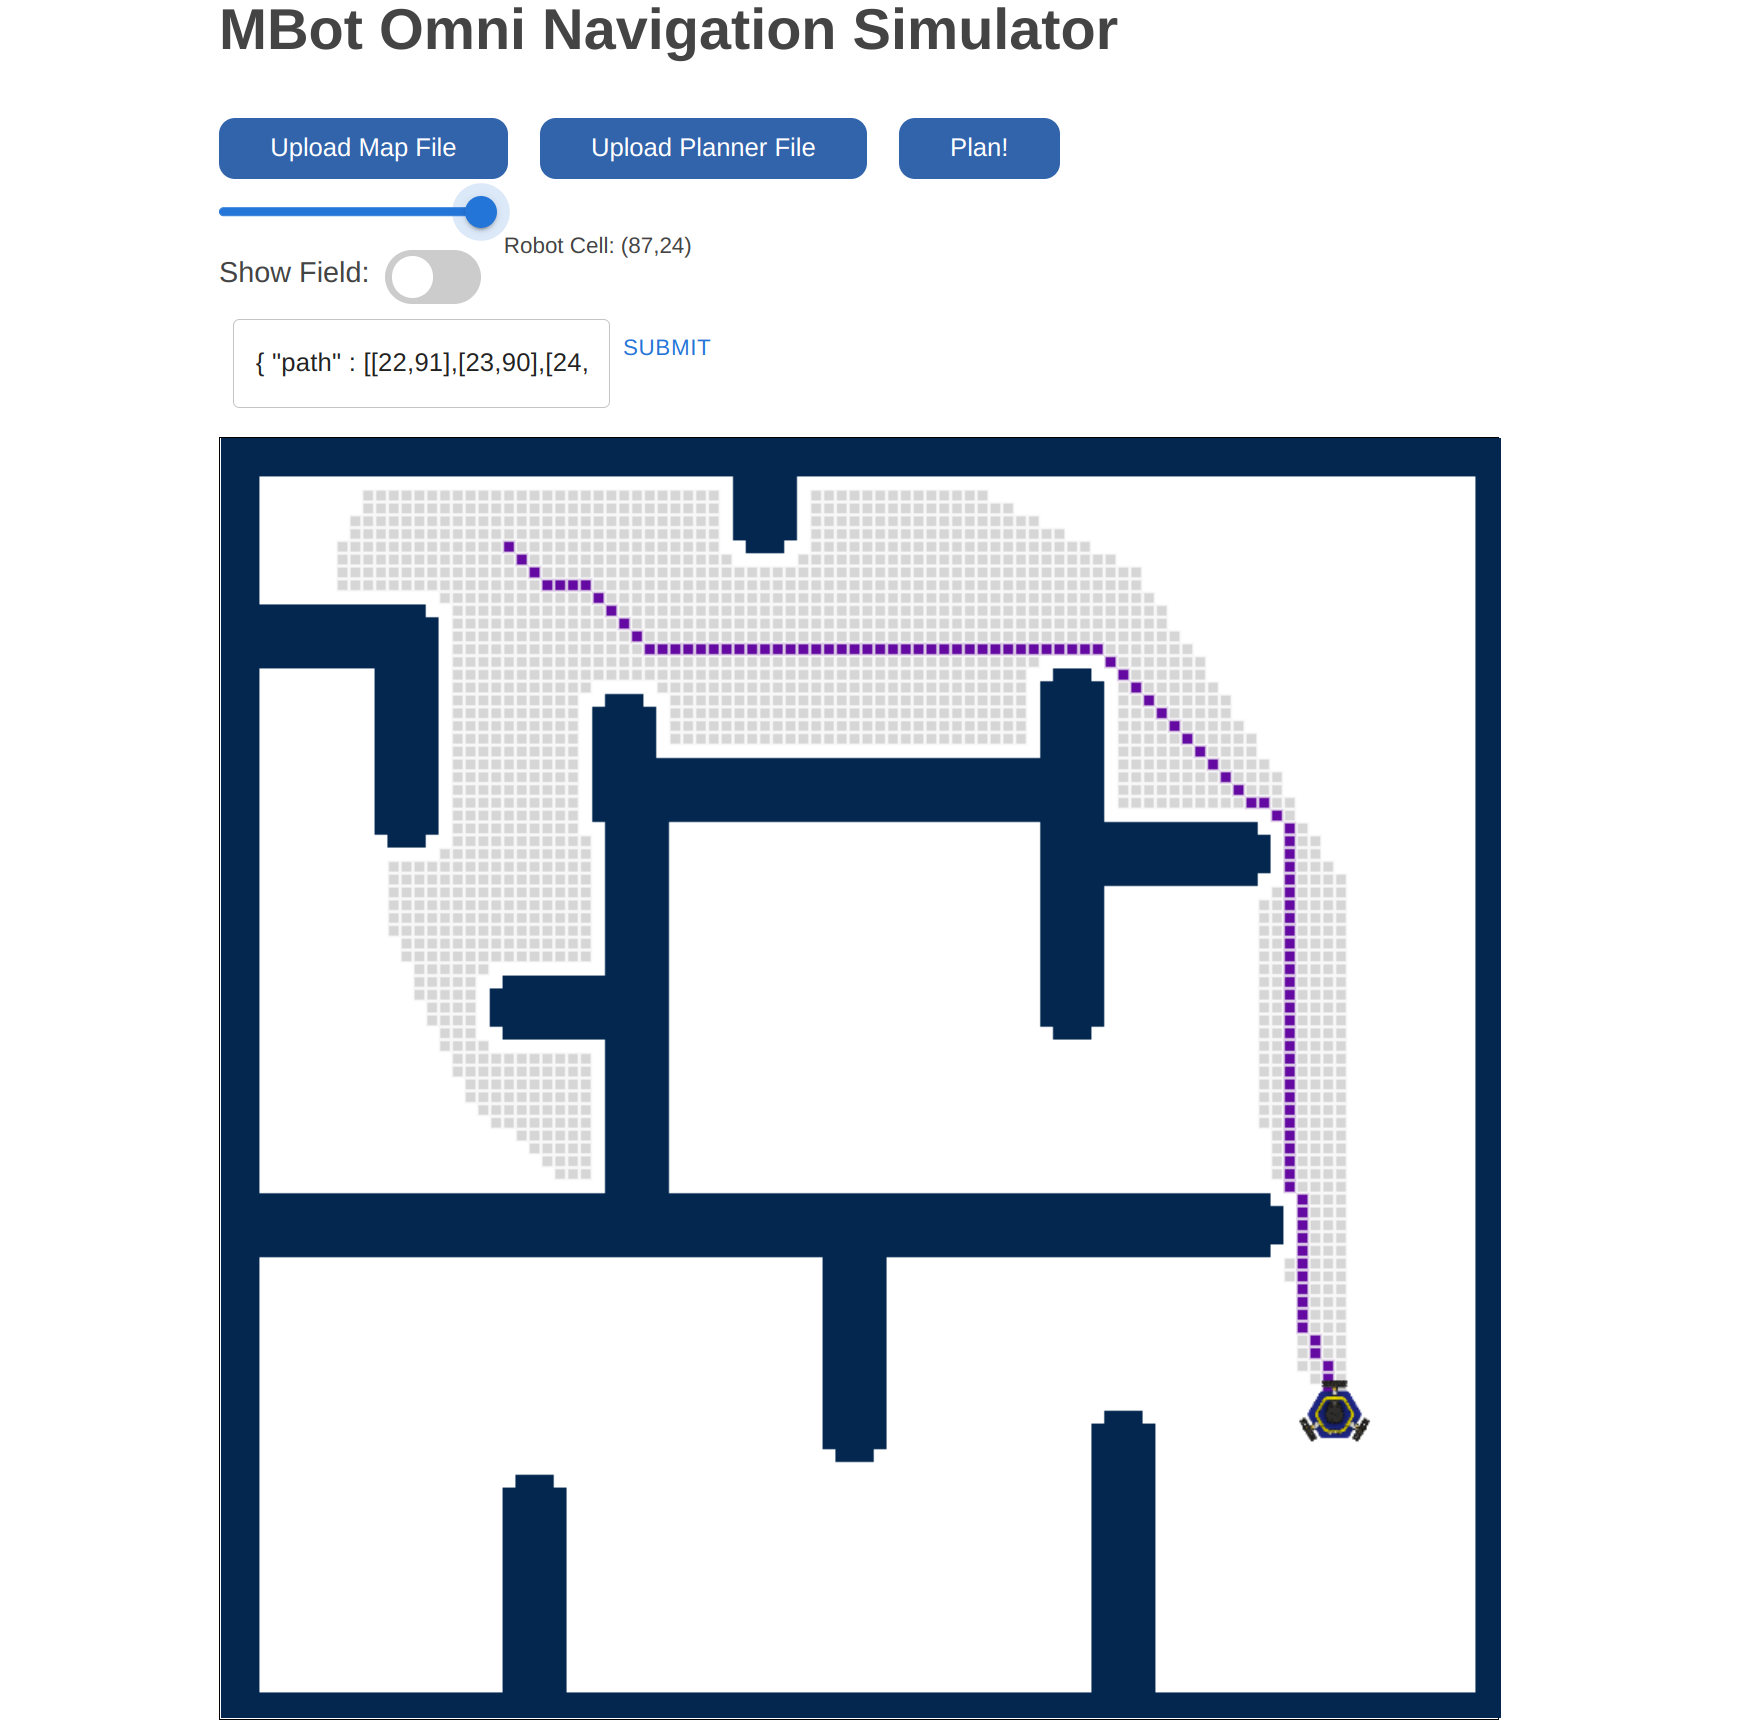 MBot Omni Navigation Simulator
Upload Map File
Upload Planner File
Plan!
Robot Cell: (87,24)
Show Field:
{ "path" : [[22,91],[23,90],[24,
SUBMIT